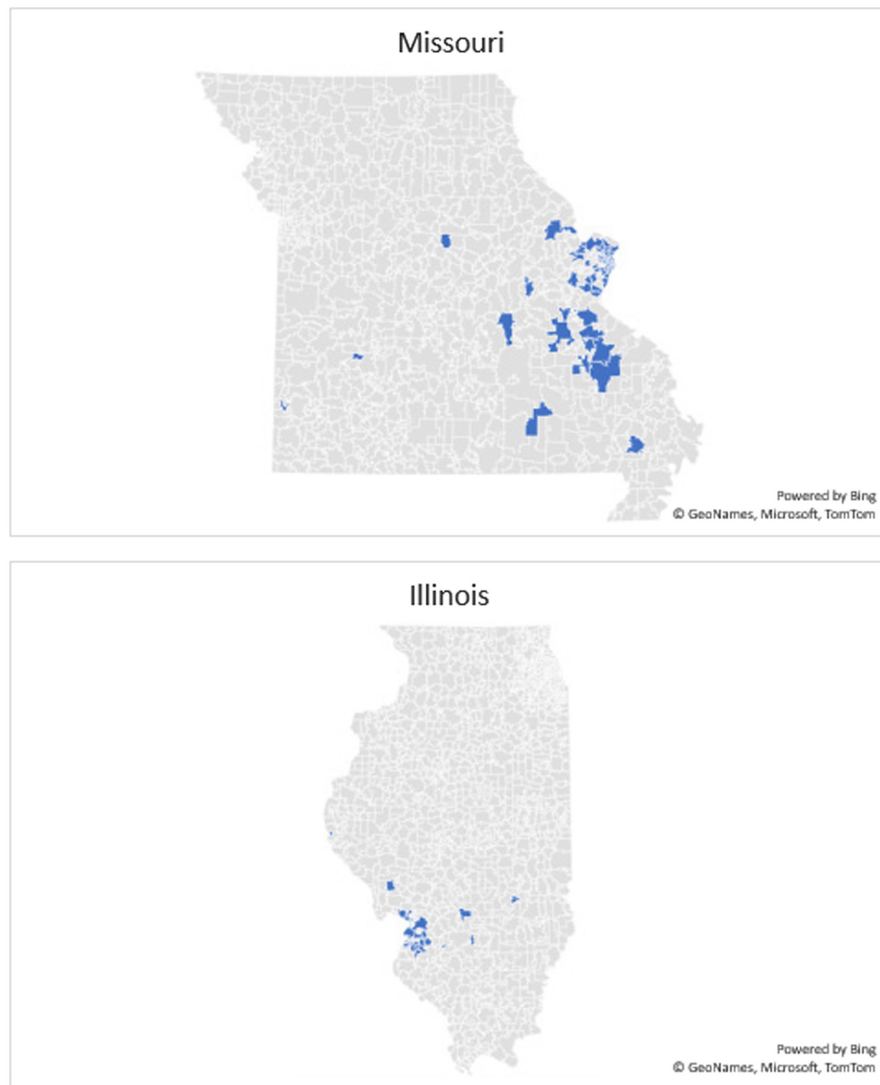 Missouri
Powered by Bing
© GeoNames, Microsoft, TomTom
Illinois
Powered by Bing
© GeoNames, Microsoft, TomTom